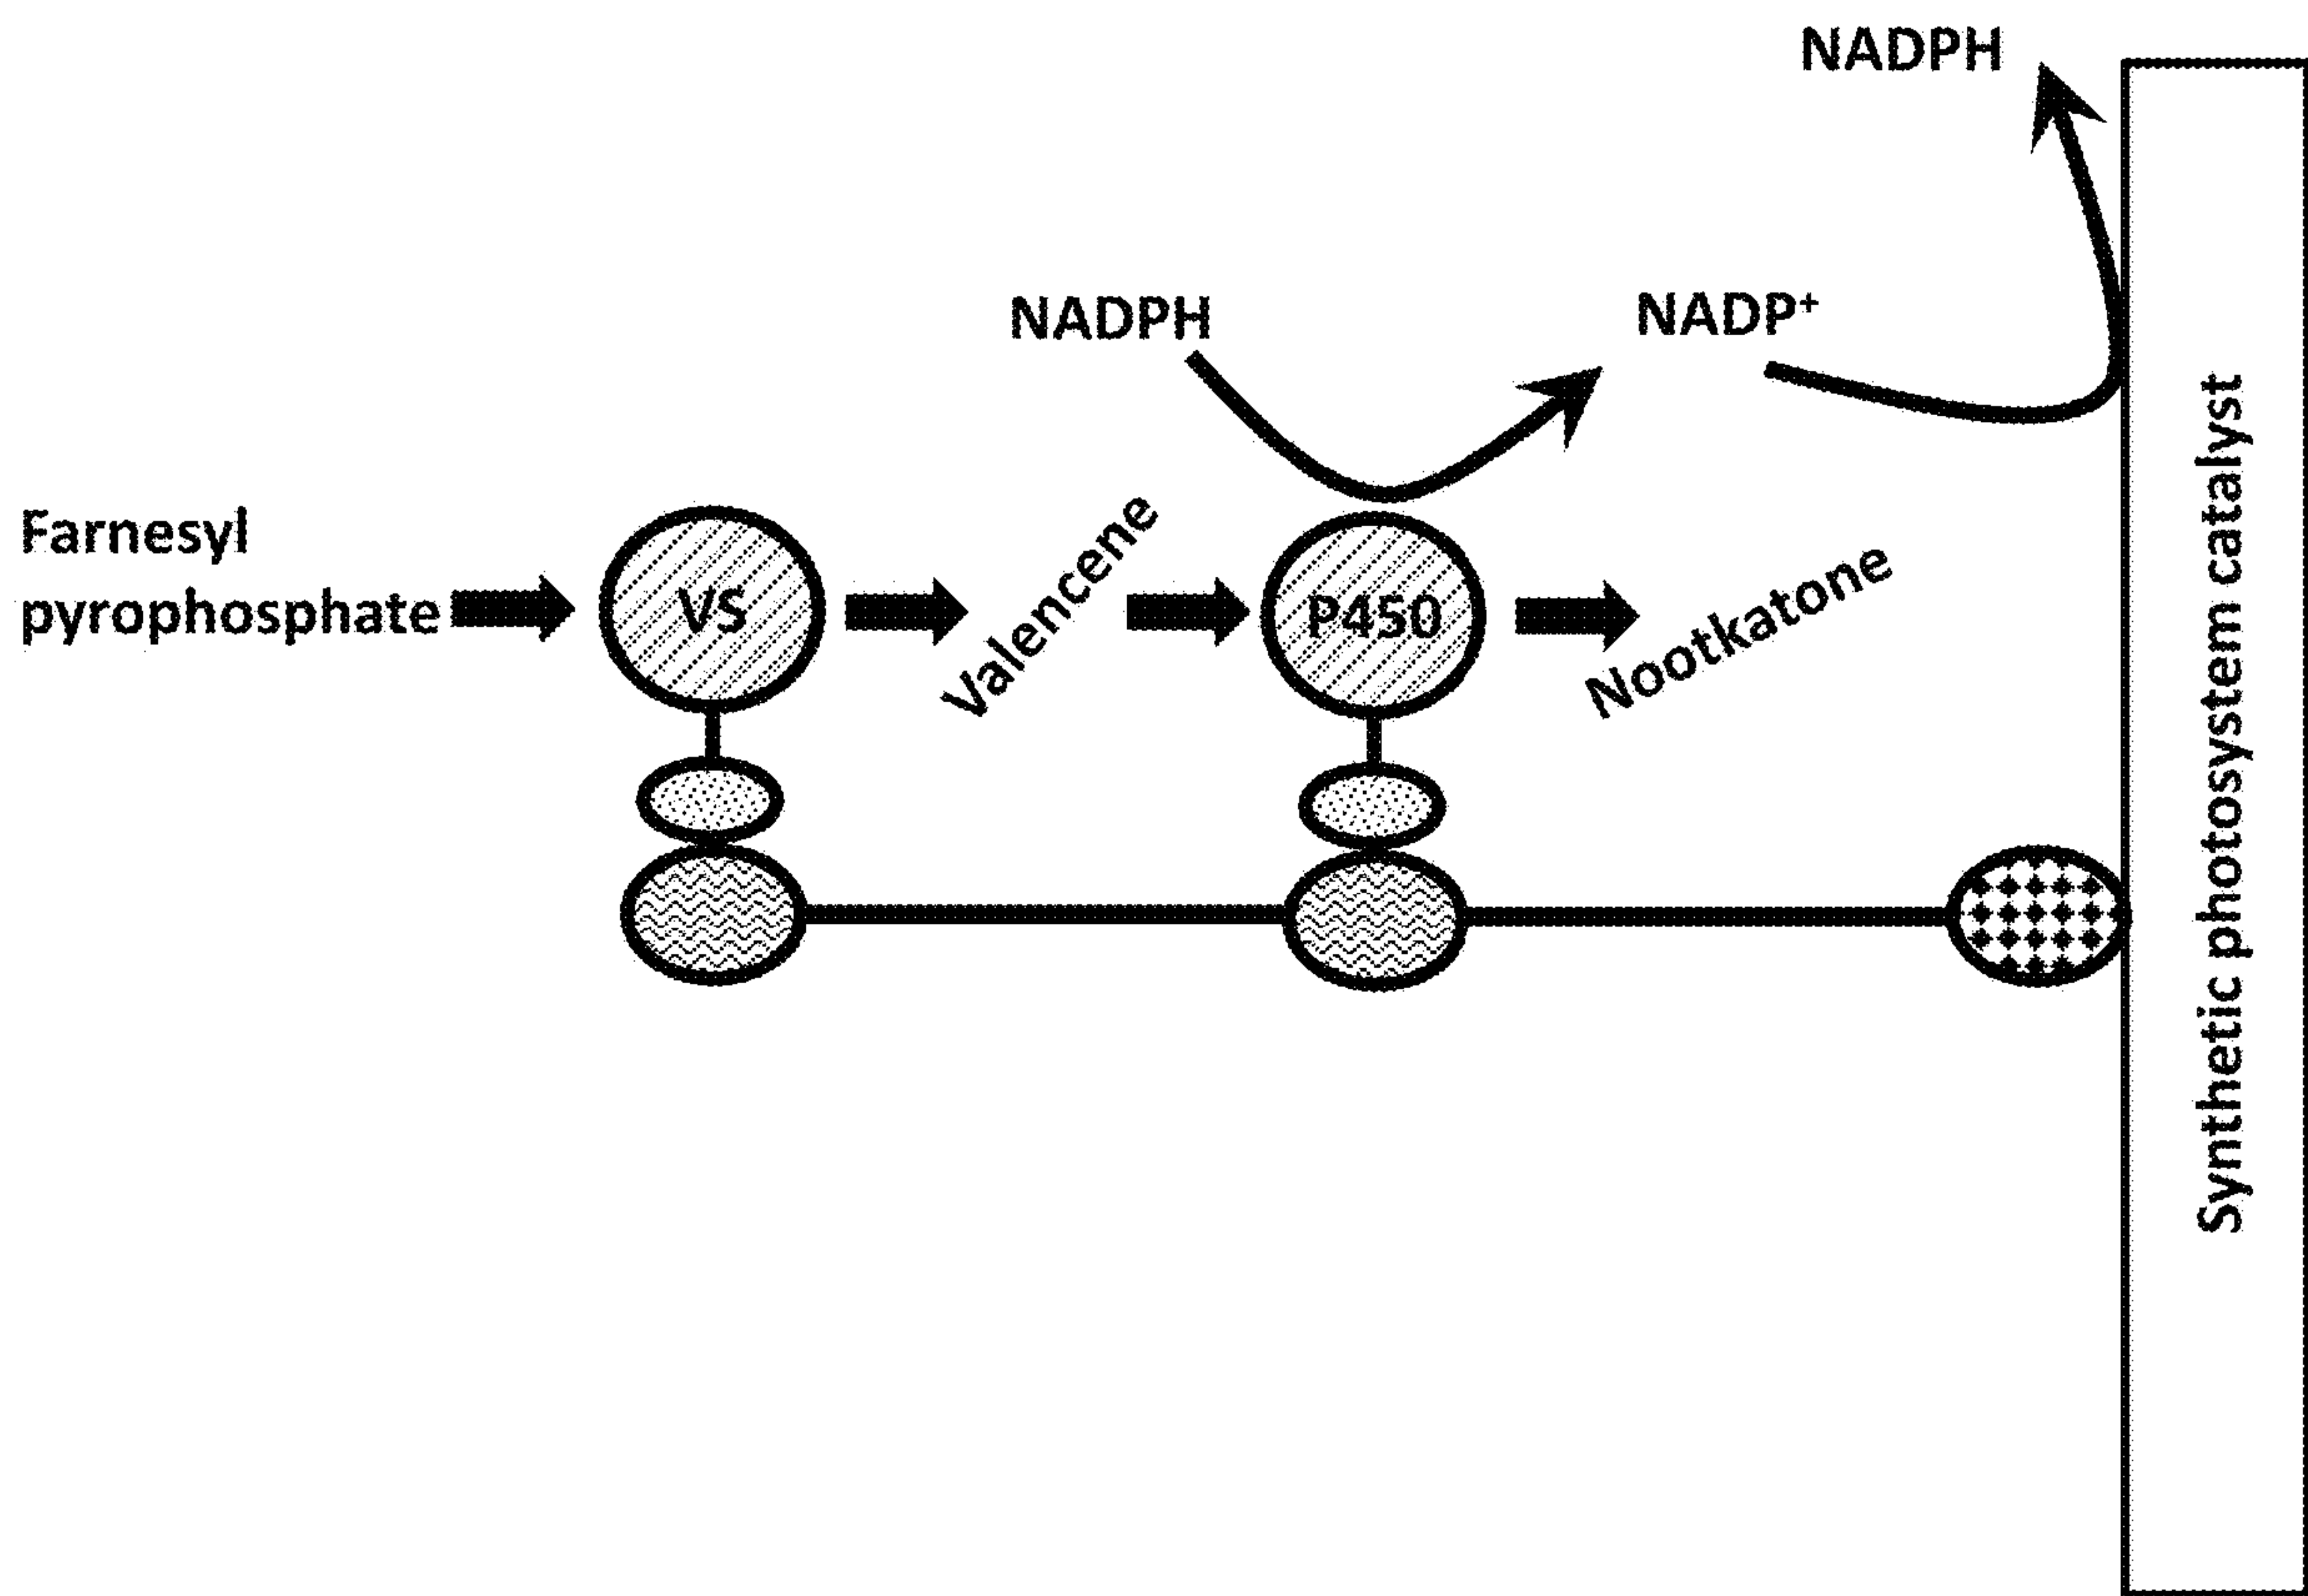 NADPH
NADPH
NADP⁺
Farnesyl
pyrophosphate
VS
Valencene
P450
Nootkatone
Synthetic photosystem catalyst